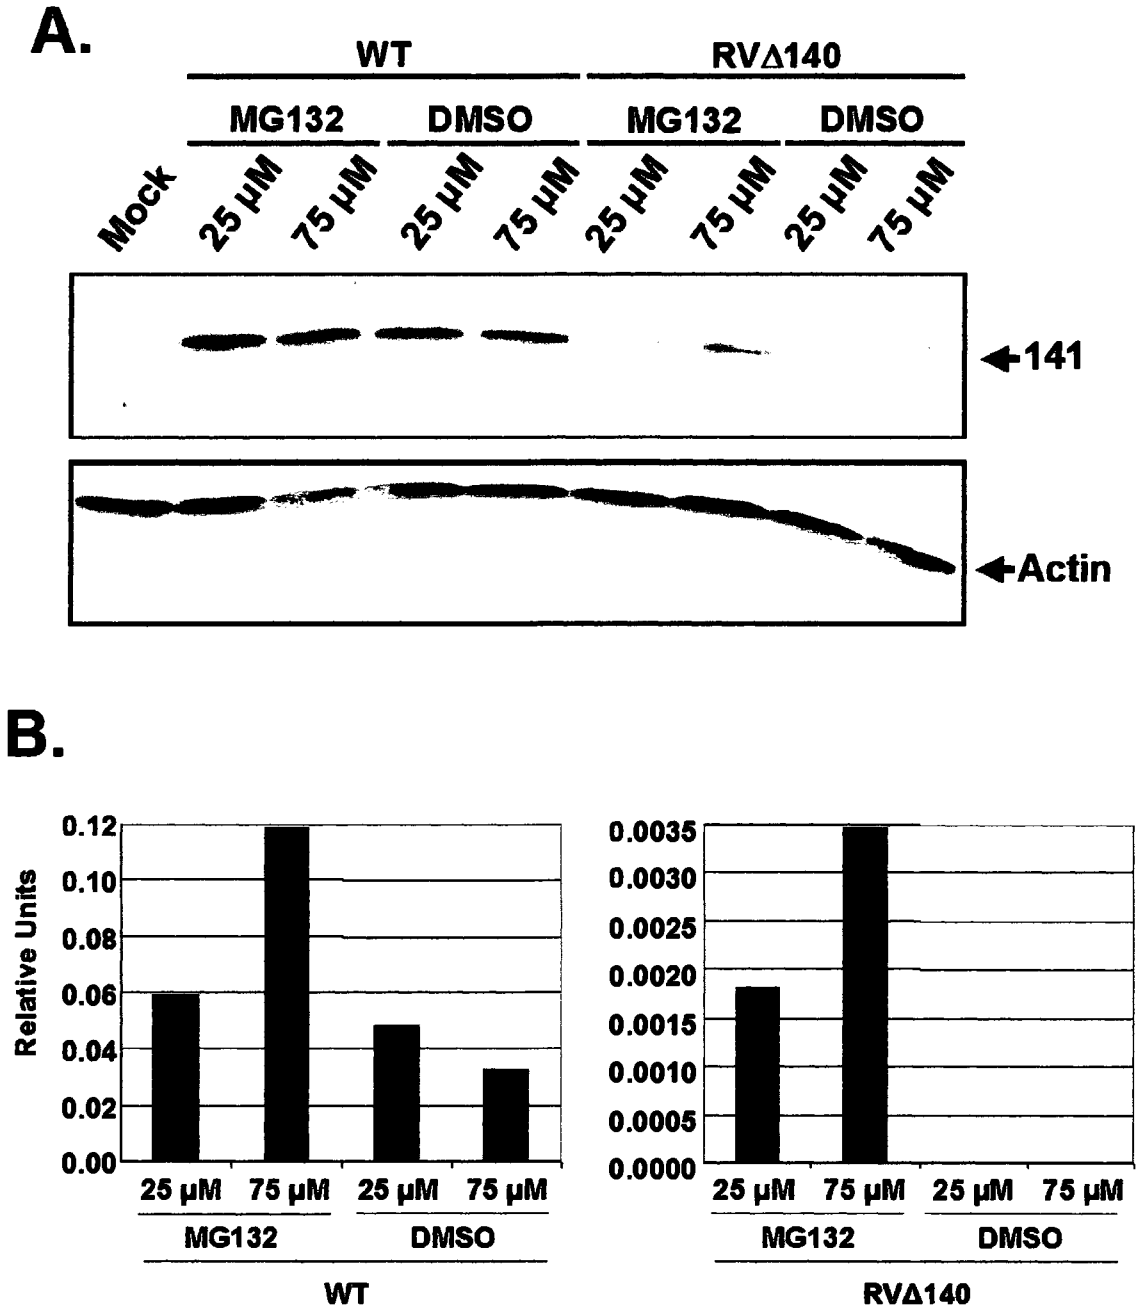 A.
WT RVΔ140
MG132 DMSO MG132 DMSO
Mock 25 µM 75 µM 25 µM 75 µM 25 µM 75 µM 25 µM 75 µM
141
Actin
B.
Relative Units
0.12
0.10
0.08
0.06
0.04
0.02
0.00
25 µM 75 µM 25 µM 75 µM
MG132 DMSO
WT
0.0035
0.0030
0.0025
0.0020
0.0015
0.0010
0.0005
0.0000
25 µM 75 µM 25 µM 75 µM
MG132 DMSO
RVΔ140